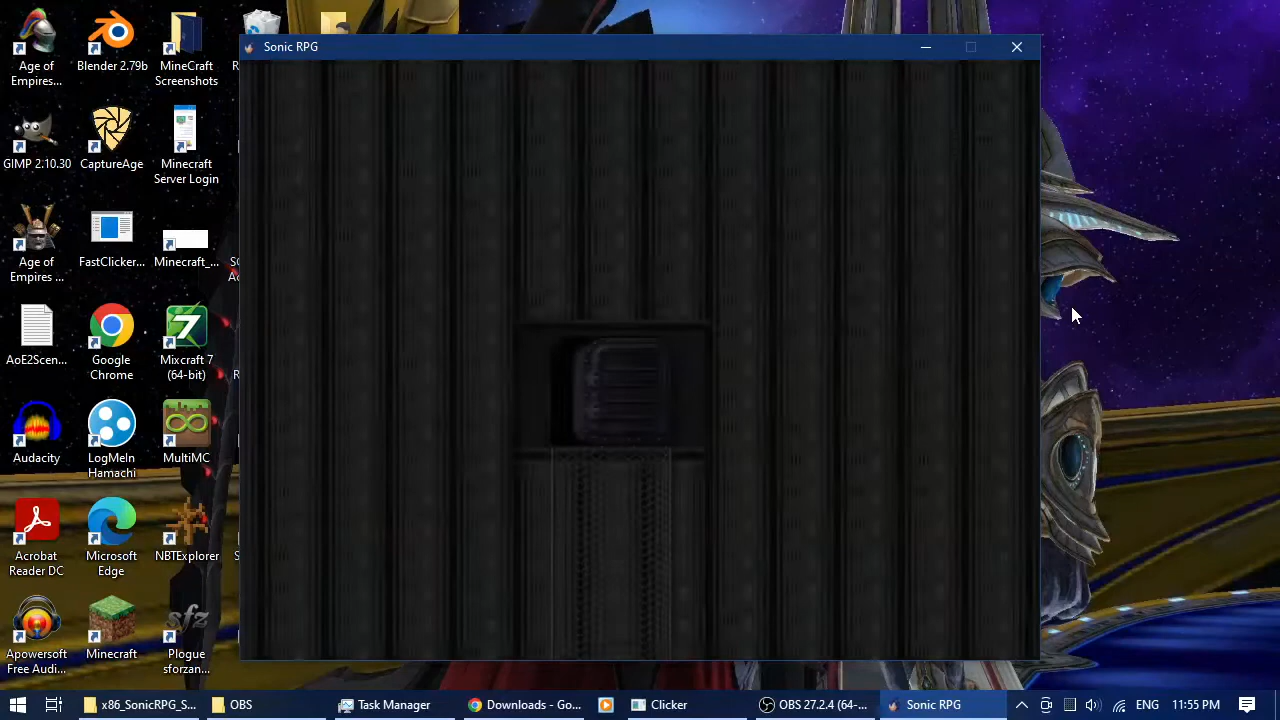 Sonic RPG
Age of
Empires...
Blender 2.79b
MineCraft
Screenshots
GIMP 2.10.30
CaptureAge
Minecraft
Server Login
Age of
Empires ...
FastClicker...
Minecraft_...
AoE2Scen...
Google
Chrome
Mixcraft 7
(64-bit)
Audacity
LogMeIn
Hamachi
MultiMC
Acrobat
Reader DC
Microsoft
Edge
NBTExplorer
Apowersoft
Free Audi...
Minecraft
sfz
Plogue
sforzan...
x86_SonicRPG_S...
OBS
Task Manager
Downloads - Go...
Clicker
OBS 27.2.4 (64-...
Sonic RPG
ENG
11:55 PM